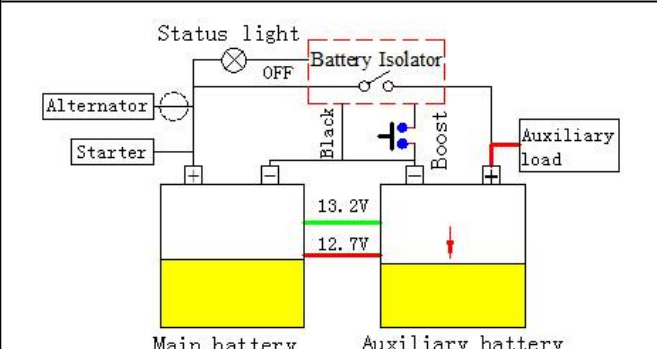 Status light
OFF
Battery Isolator
Alternator
Starter
Black
Boost
Auxiliary
load
+
−
−
+
13.2V
12.7V
Main battery
Auxiliary battery